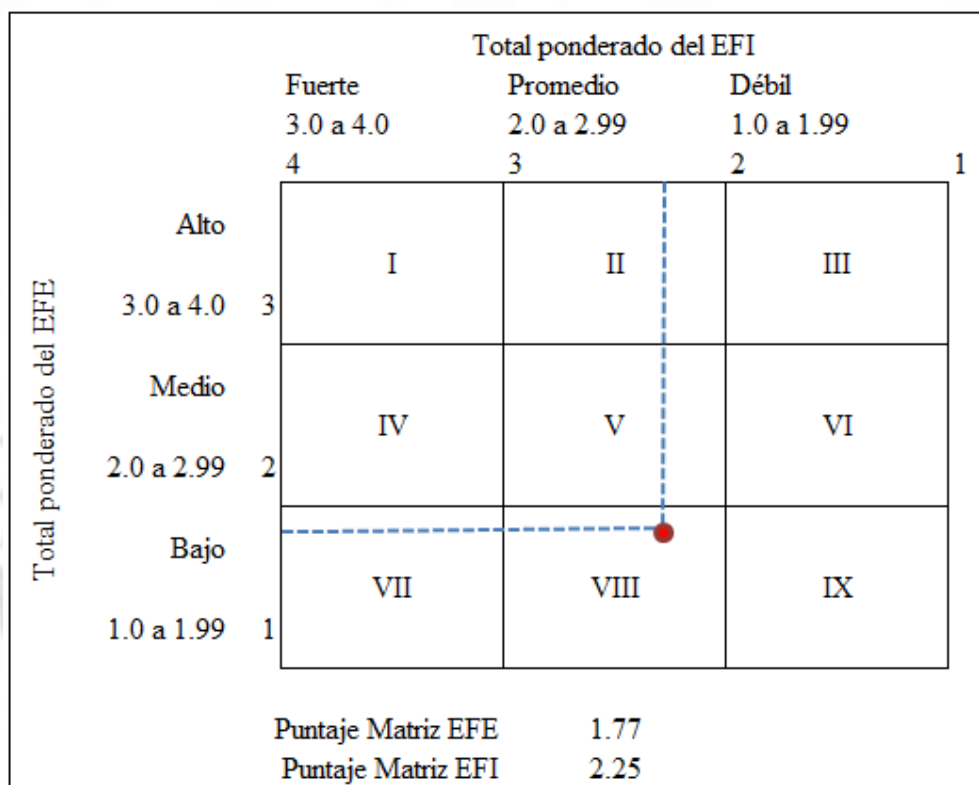 Total ponderado del EFI
Fuerte Promedio Débil
3.0 a 4.0 2.0 a 2.99 1.0 a 1.99
4 3 2 1
Total ponderado del EFE
Alto
I II III
3.0 a 4.0 3
Medio
IV V VI
2.0 a 2.99 2
Bajo
VII VIII IX
1.0 a 1.99 1
Puntaje Matriz EFE 1.77
Puntaje Matriz EFI 2.25